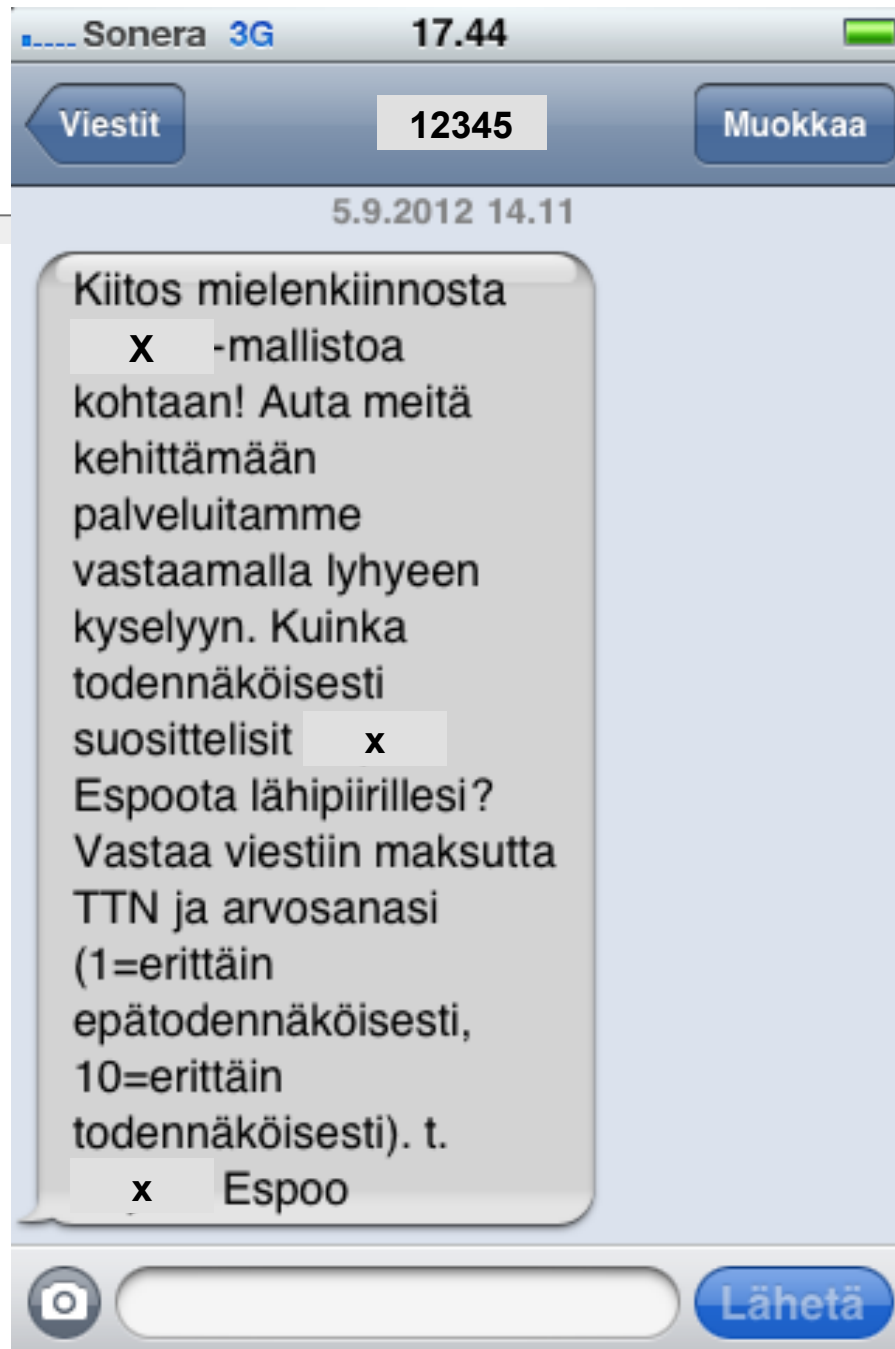 Sonera 3G 17.44
Viestit 12345 Muokkaa
5.9.2012 14.11
Kiitos mielenkiinnosta
X -mallistoa
kohtaan! Auta meitä
kehittämään
palveluitamme
vastaamalla lyhyeen
kyselyyn. Kuinka
todennäköisesti
suosittelisit x
Espoota lähipiirillesi?
Vastaa viestiin maksutta
TTN ja arvosanasi
(1=erittäin
epätodennäköisesti,
10=erittäin
todennäköisesti). t.
x Espoo
Lähetä